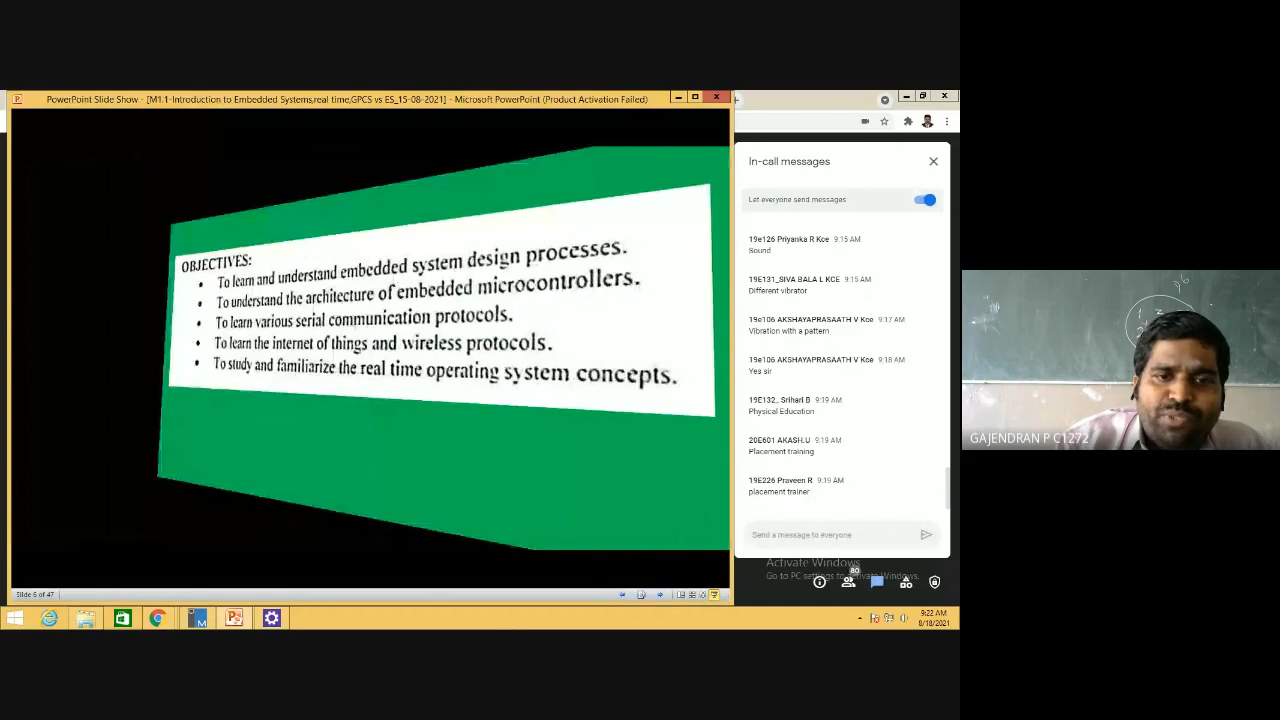 PowerPoint Slide Show - [M1.1-Introduction to Embedded Systems,real time,GPCS vs ES_15-08-2021] - Microsoft PowerPoint (Product Activation Failed)
OBJECTIVES:
• To learn and understand embedded system design processes.
• To understand the architecture of embedded microcontrollers.
• To learn various serial communication protocols.
• To learn the internet of things and wireless protocols.
• To study and familiarize the real time operating system concepts.
Slide 6 of 47
In-call messages
Let everyone send messages
19e126 Priyanka R Kce 9:15 AM
Sound
19E131_SIVA BALA L KCE 9:15 AM
Different vibrator
19e106 AKSHAYAPRASAATH V Kce 9:17 AM
Vibration with a pattern
19e106 AKSHAYAPRASAATH V Kce 9:18 AM
Yes sir
19E132_ Srihari B 9:19 AM
Physical Education
20E601 AKASH.U 9:19 AM
Placement training
19E226 Praveen R 9:19 AM
placement trainer
Send a message to everyone
Activate Windows
Go to PC settings to activate Windows.
80
9:22 AM
8/18/2021
GAJENDRAN P C1272